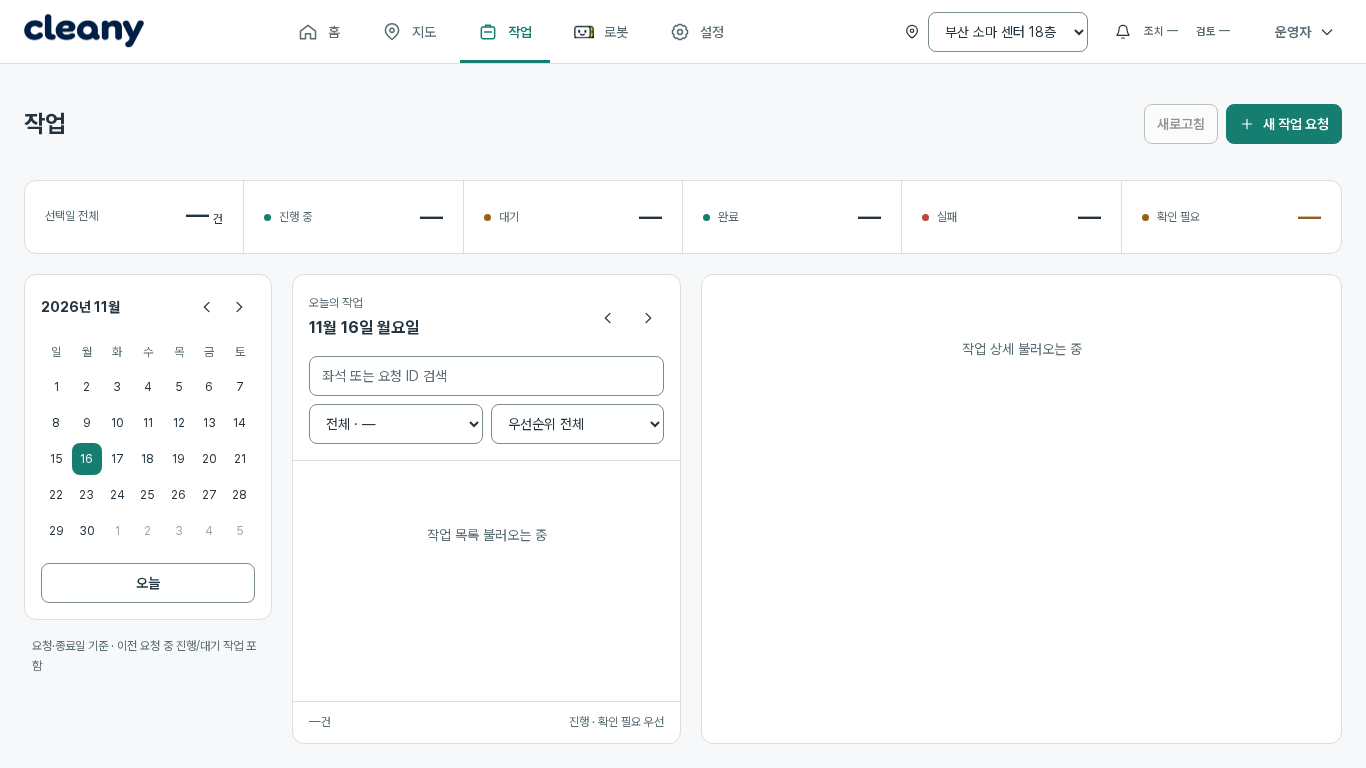 cleany
홈
지도
작업
로봇
설정
부산 소마 센터 18층
조치 —
검토 —
운영자
작업
새로고침
새 작업 요청
선택일 전체
— 건
진행 중
—
대기
—
완료
—
실패
—
확인 필요
—
2026년 11월
일 월 화 수 목 금 토
1 2 3 4 5 6 7
8 9 10 11 12 13 14
15 16 17 18 19 20 21
22 23 24 25 26 27 28
29 30 1 2 3 4 5
오늘
요청·종료일 기준 · 이전 요청 중 진행/대기 작업 포
함
오늘의 작업
11월 16일 월요일
좌석 또는 요청 ID 검색
전체 · —
우선순위 전체
작업 목록 불러오는 중
—건
진행 · 확인 필요 우선
작업 상세 불러오는 중